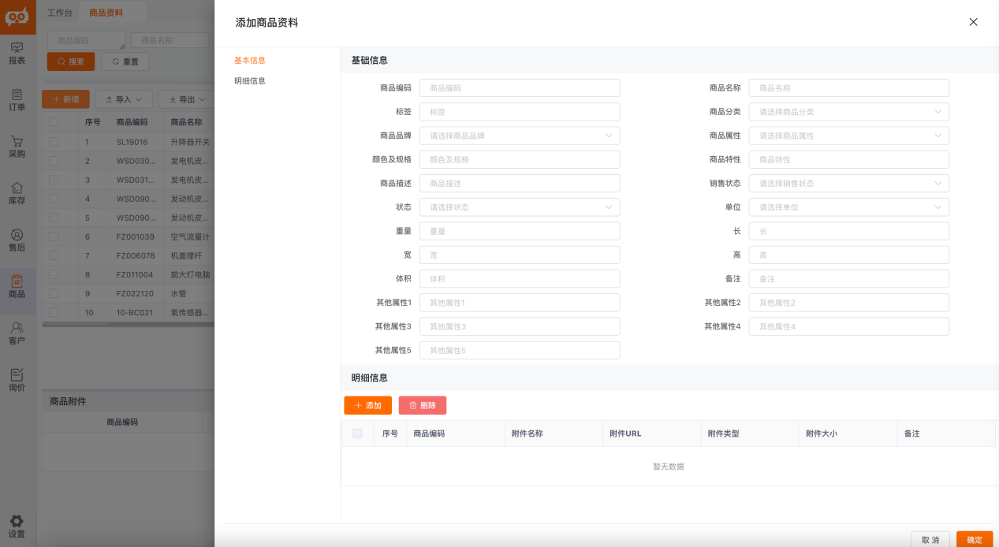 工作台 商品资料
商品编码 商品名称
搜索 重置
新增 导入 导出
序号 商品编码 商品名称
1 SL19016 升降器开关
2 WSD030... 发电机皮...
3 WSD031... 发电机皮...
4 WSD090... 发动机皮...
5 WSD090... 发动机皮...
6 FZ001039 空气流量计
7 FZ006078 机盖撑杆
8 FZ011004 前大灯电脑
9 FZ022120 水管
10 10-BC021 氧传感器...
商品附件
商品编码
报表
订单
采购
库存
售后
商品
客户
询价
设置
添加商品资料
基本信息
明细信息
基础信息
商品编码 商品编码 商品名称 商品名称
标签 标签 商品分类 请选择商品分类
商品品牌 请选择商品品牌 商品属性 请选择商品属性
颜色及规格 颜色及规格 商品特性 商品特性
商品描述 商品描述 销售状态 请选择销售状态
状态 请选择状态 单位 请选择单位
重量 重量 长 长
宽 宽 高 高
体积 体积 备注 备注
其他属性1 其他属性1 其他属性2 其他属性2
其他属性3 其他属性3 其他属性4 其他属性4
其他属性5 其他属性5
明细信息
添加 删除
序号 商品编码 附件名称 附件URL 附件类型 附件大小 备注
暂无数据
取消 确定